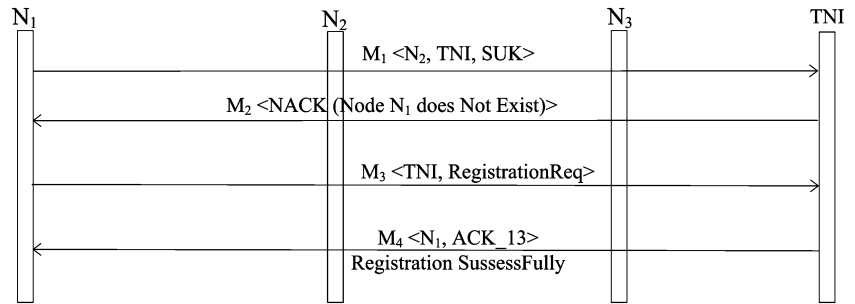 N₁ N₂ N₃ TNI
M₁ <N₂, TNI, SUK>
M₂ <NACK (Node N₁ does Not Exist)>
M₃ <TNI, RegistrationReq>
M₄ <N₁, ACK_13>
Registration SussessFully